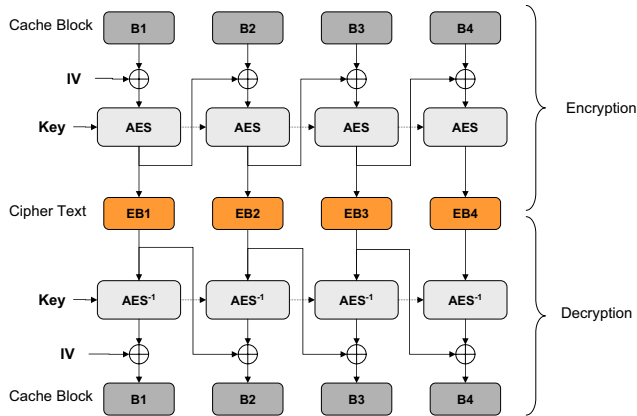 Cache Block B1 B2 B3 B4
IV
Encryption
Key AES AES AES AES
Cipher Text EB1 EB2 EB3 EB4
Key AES-1 AES-1 AES-1 AES-1
Decryption
IV
Cache Block B1 B2 B3 B4